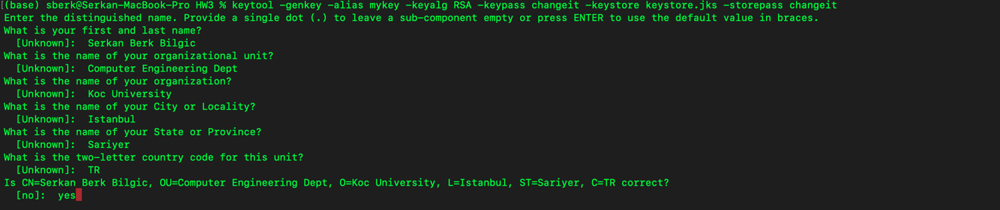 [(base) sberk@Serkan-MacBook-Pro HW3 % keytool -genkey -alias mykey -keyalg RSA -keypass changeit -keystore keystore.jks -storepass changeit
Enter the distinguished name. Provide a single dot (.) to leave a sub-component empty or press ENTER to use the default value in braces.
What is your first and last name?
[Unknown]: Serkan Berk Bilgic
What is the name of your organizational unit?
[Unknown]: Computer Engineering Dept
What is the name of your organization?
[Unknown]: Koc University
What is the name of your City or Locality?
[Unknown]: Istanbul
What is the name of your State or Province?
[Unknown]: Sariyer
What is the two-letter country code for this unit?
[Unknown]: TR
Is CN=Serkan Berk Bilgic, OU=Computer Engineering Dept, O=Koc University, L=Istanbul, ST=Sariyer, C=TR correct?
[no]: yes